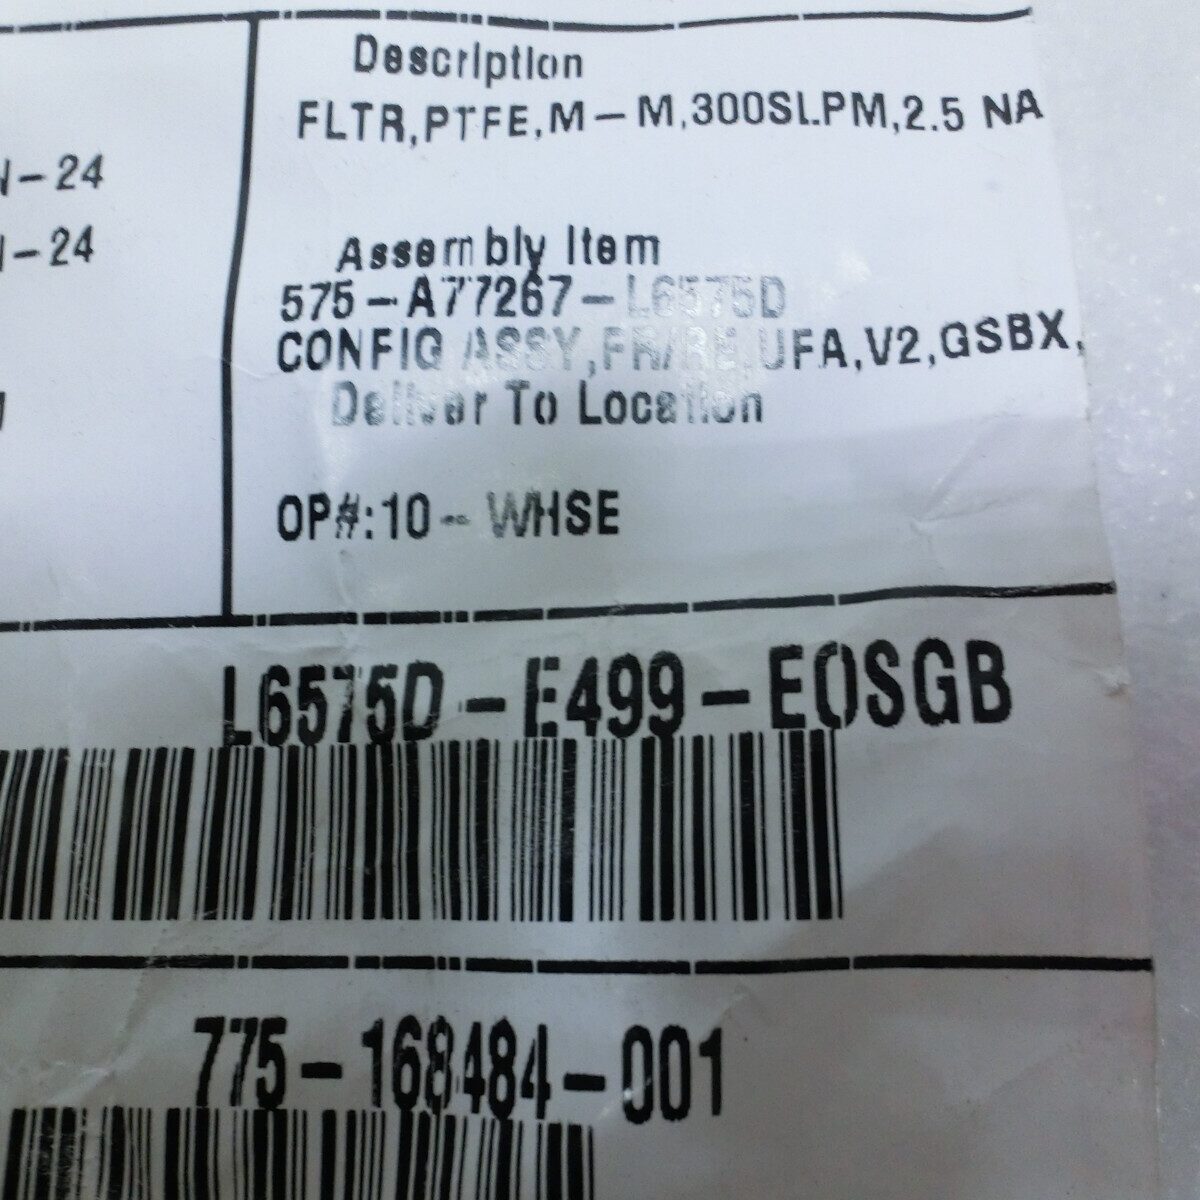 Description
FLTR,PTFE,M-M,300SLPM,2.5 NA
-24
-24
Assembly Item
575-A77267-L6575D
CONFIG ASSY,FR/RE,UFA,V2,GSBX,
Deliver To Location
OP#:10- WHSE
L6575D-E499-EOSGB
775-168484-001